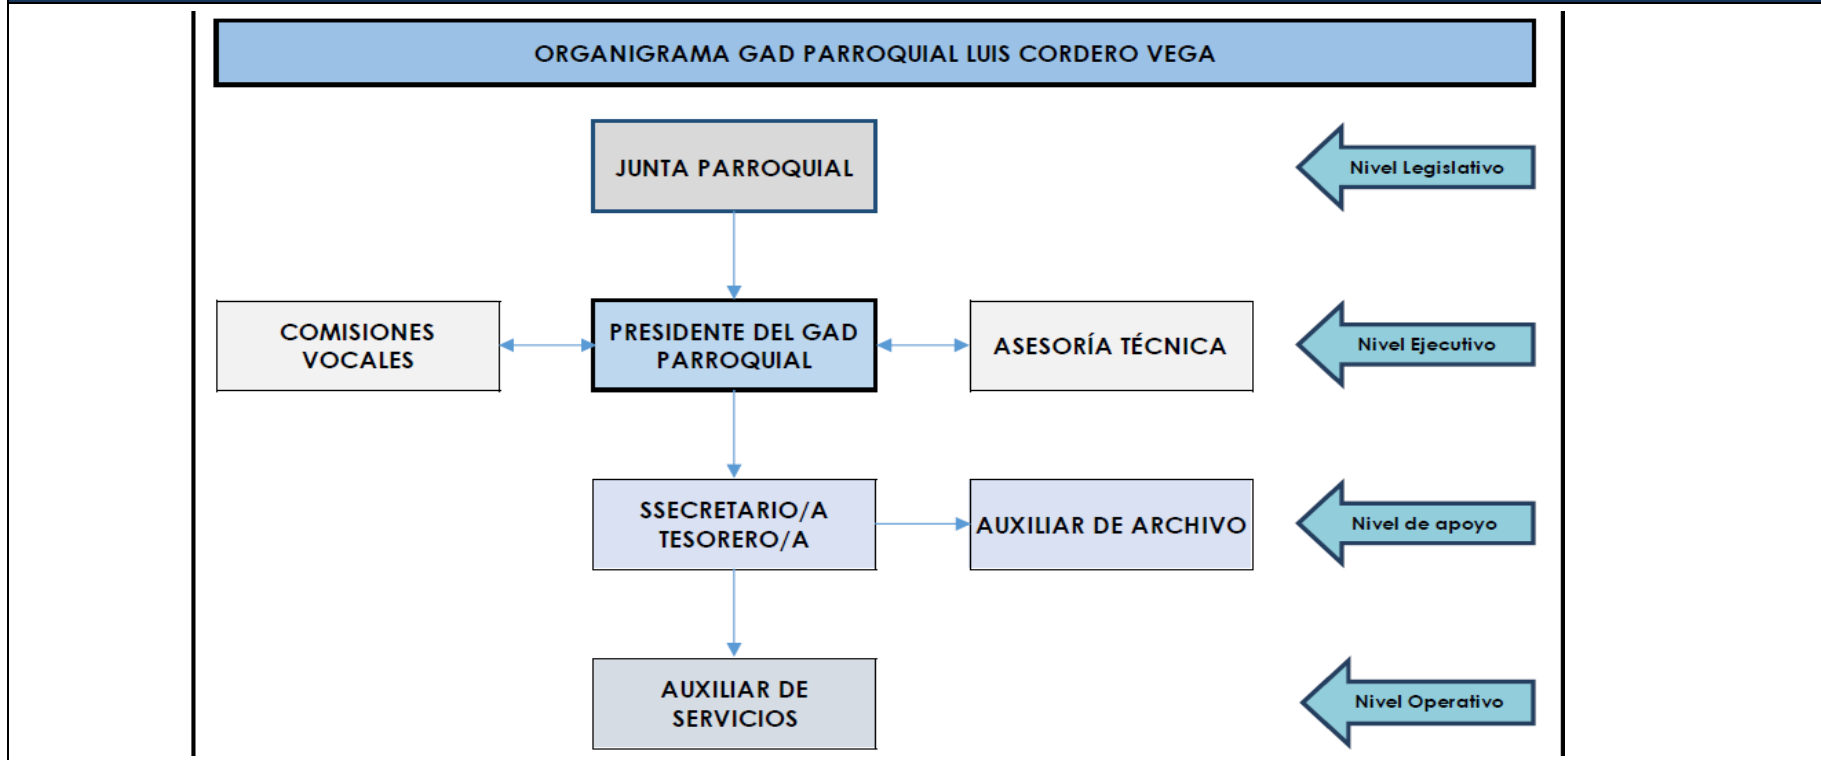 ORGANIGRAMA GAD PARROQUIAL LUIS CORDERO VEGA
JUNTA PARROQUIAL
Nivel Legislativo
COMISIONES
VOCALES
PRESIDENTE DEL GAD
PARROQUIAL
ASESORÍA TÉCNICA
Nivel Ejecutivo
SSECRETARIO/A
TESORERO/A
AUXILIAR DE ARCHIVO
Nivel de apoyo
AUXILIAR DE
SERVICIOS
Nivel Operativo